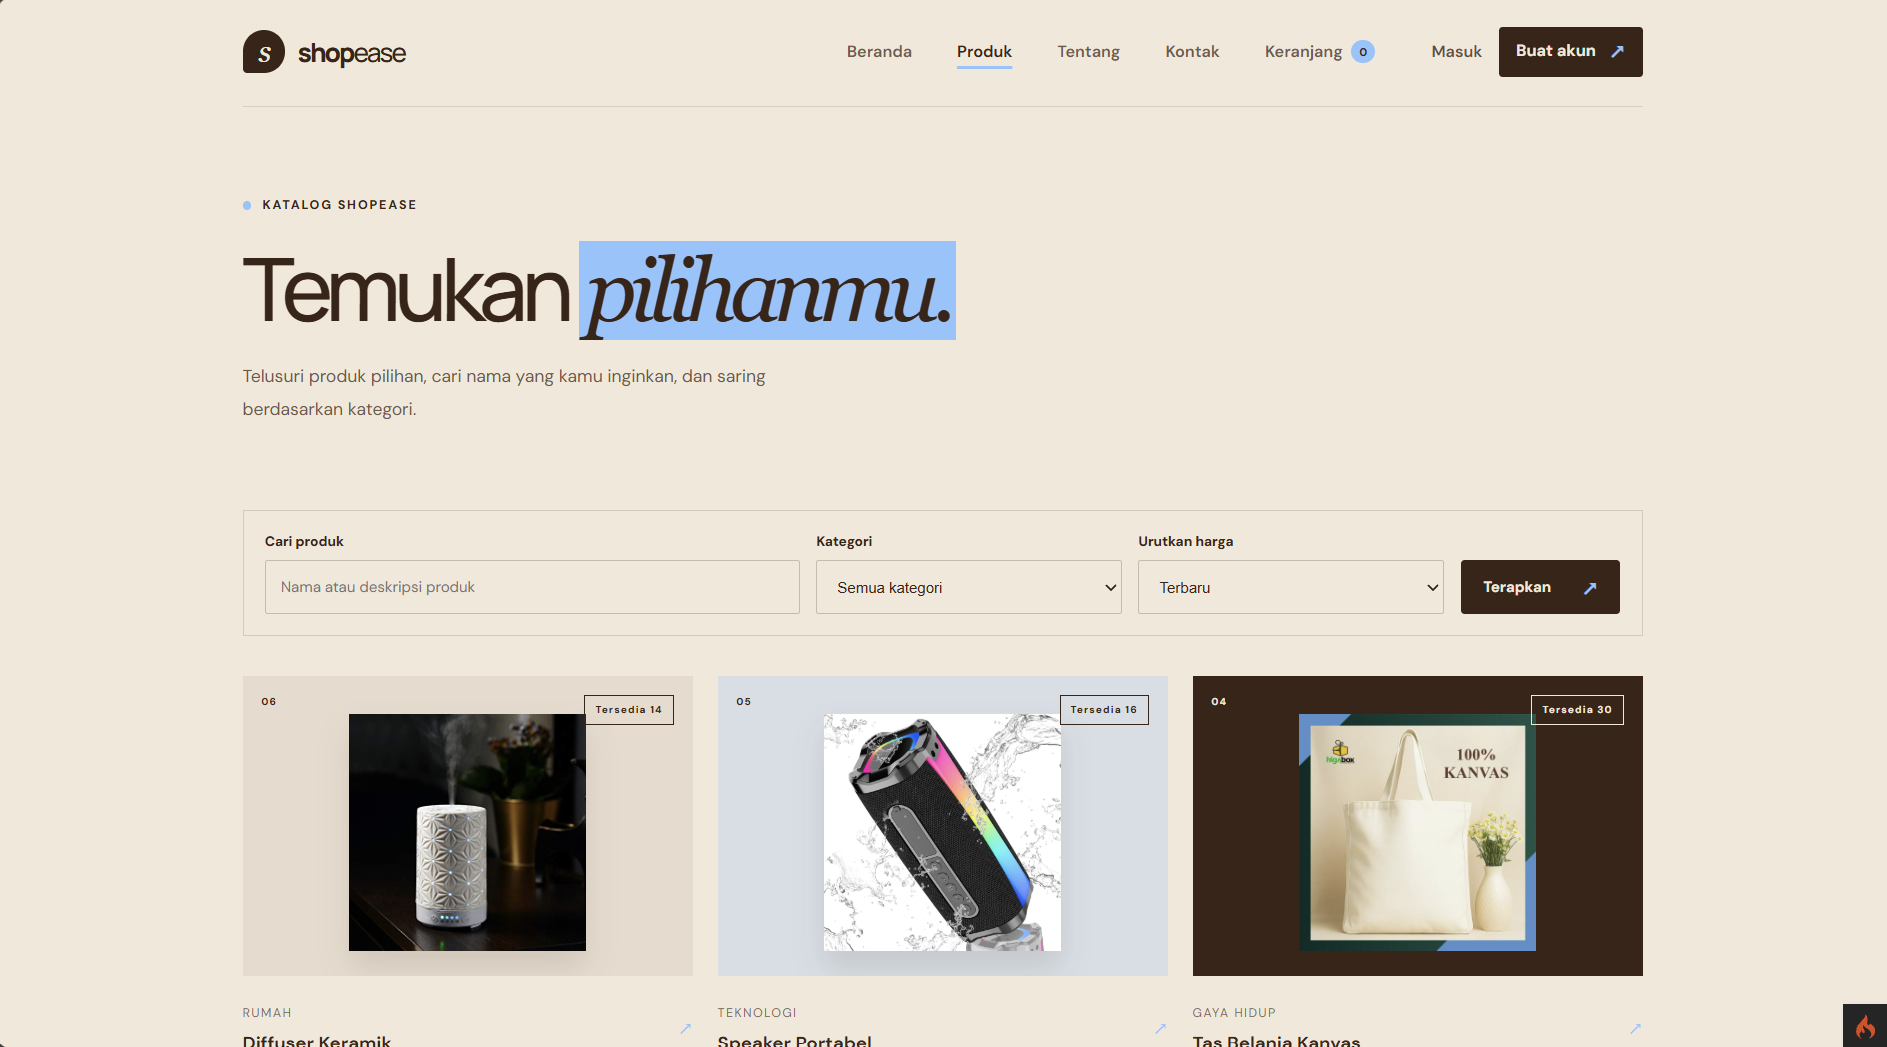 s shopease
Beranda Produk Tentang Kontak Keranjang 0 Masuk Buat akun ↗
KATALOG SHOPEASE
Temukan pilihanmu.
Telusuri produk pilihan, cari nama yang kamu inginkan, dan saring
berdasarkan kategori.
Cari produk Kategori Urutkan harga
Nama atau deskripsi produk Semua kategori Terbaru Terapkan ↗
06 Tersedia 14
05 Tersedia 16
04 Tersedia 30
higabox
100%
KANVAS
RUMAH
Diffuser Keramik ↗
TEKNOLOGI
Speaker Portabel ↗
GAYA HIDUP
Tas Belanja Kanvas ↗